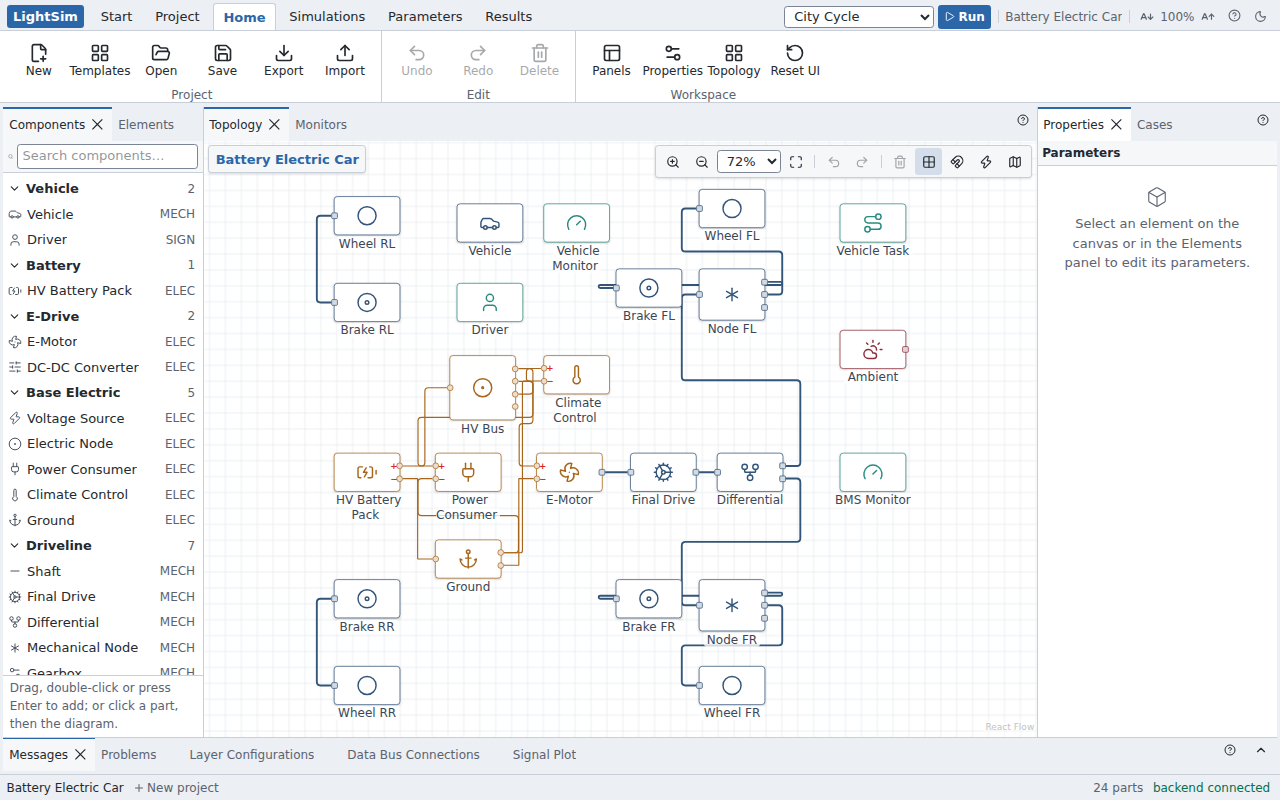 LightSim Start Project Home Simulations Parameters Results City Cycle Run Battery Electric Car 100%
New Templates Open Save Export Import Undo Redo Delete Panels Properties Topology Reset UI
Project Edit Workspace
Components Elements Topology Monitors Properties Cases
Search components...
Battery Electric Car 72% Parameters
Vehicle 2
Vehicle MECH
Driver SIGN
Battery 1
HV Battery Pack ELEC
E-Drive 2
E-Motor ELEC
DC-DC Converter ELEC
Base Electric 5
Voltage Source ELEC
Electric Node ELEC
Power Consumer ELEC
Climate Control ELEC
Ground ELEC
Driveline 7
Shaft MECH
Final Drive MECH
Differential MECH
Mechanical Node MECH
Gearbox MECH
Drag, double-click or press
Enter to add; or click a part,
then the diagram.
Wheel RL
Vehicle
Vehicle
Monitor
Wheel FL
Vehicle Task
Brake RL
Driver
Brake FL
Node FL
Ambient
HV Bus
Climate
Control
HV Battery
Pack
Power
Consumer
E-Motor
Final Drive
Differential
BMS Monitor
Ground
Brake RR
Brake FR
Node FR
Wheel RR
Wheel FR
React Flow
Select an element on the
canvas or in the Elements
panel to edit its parameters.
Messages Problems Layer Configurations Data Bus Connections Signal Plot
Battery Electric Car + New project 24 parts backend connected